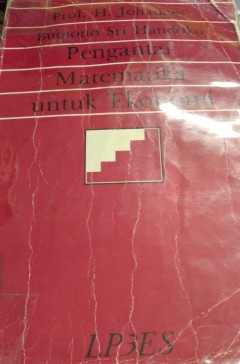 Prof. H. Johannes
Budiono Sri Handoko
Pengantar
Matematika
untuk Ekonomi
LP3ES